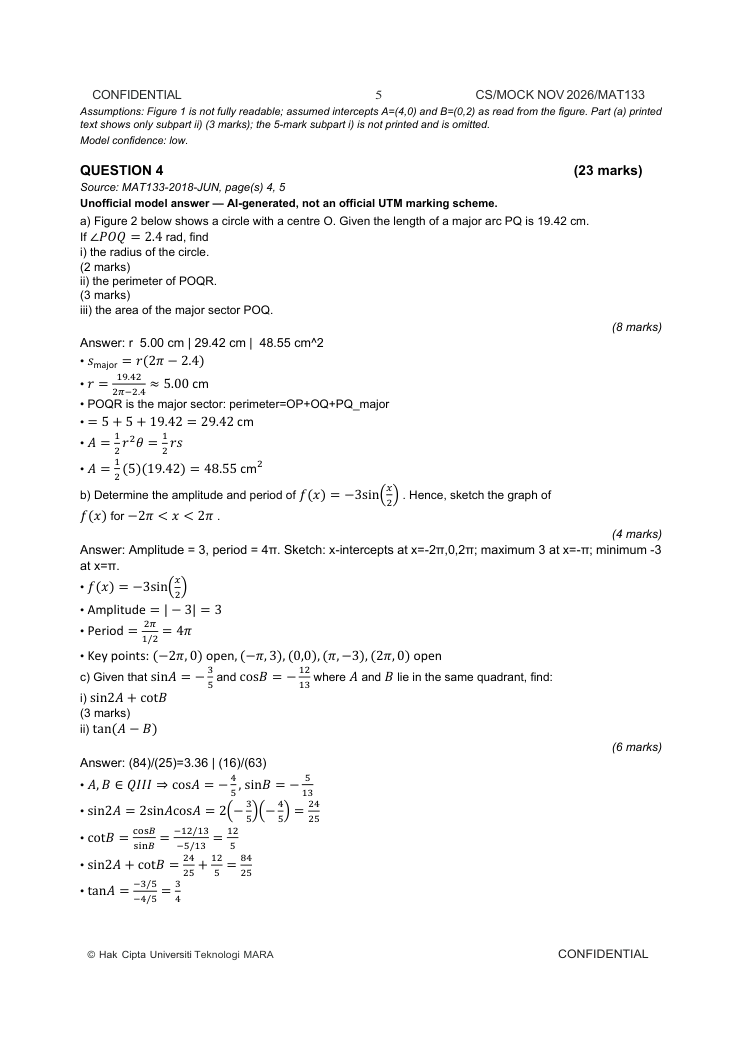 CONFIDENTIAL 5 CS/MOCK NOV 2026/MAT133
Assumptions: Figure 1 is not fully readable; assumed intercepts A=(4,0) and B=(0,2) as read from the figure. Part (a) printed
text shows only subpart ii) (3 marks); the 5-mark subpart i) is not printed and is omitted.
Model confidence: low.
QUESTION 4 (23 marks)
Source: MAT133-2018-JUN, page(s) 4, 5
Unofficial model answer — AI-generated, not an official UTM marking scheme.
a) Figure 2 below shows a circle with a centre O. Given the length of a major arc PQ is 19.42 cm.
If ∠POQ = 2.4 rad, find
i) the radius of the circle.
(2 marks)
ii) the perimeter of POQR.
(3 marks)
iii) the area of the major sector POQ.
(8 marks)
Answer: r 5.00 cm | 29.42 cm | 48.55 cm^2
• s_major = r(2π − 2.4)
• r = 19.42/(2π−2.4) ≈ 5.00 cm
• POQR is the major sector: perimeter=OP+OQ+PQ_major
• = 5 + 5 + 19.42 = 29.42 cm
• A = 1/2 r²θ = 1/2 rs
• A = 1/2 (5)(19.42) = 48.55 cm²
b) Determine the amplitude and period of f(x) = −3sin(x/2) . Hence, sketch the graph of
f(x) for −2π < x < 2π .
(4 marks)
Answer: Amplitude = 3, period = 4π. Sketch: x-intercepts at x=-2π,0,2π; maximum 3 at x=-π; minimum -3
at x=π.
• f(x) = −3sin(x/2)
• Amplitude = | − 3| = 3
• Period = 2π/(1/2) = 4π
• Key points: (−2π, 0) open, (−π, 3), (0,0), (π, −3), (2π, 0) open
c) Given that sinA = −3/5 and cosB = −12/13 where A and B lie in the same quadrant, find:
i) sin2A + cotB
(3 marks)
ii) tan(A − B)
(6 marks)
Answer: (84)/(25)=3.36 | (16)/(63)
• A, B ∈ QIII ⇒ cosA = −4/5, sinB = −5/13
• sin2A = 2sinAcosA = 2(−3/5)(−4/5) = 24/25
• cotB = cosB/sinB = (−12/13)/(−5/13) = 12/5
• sin2A + cotB = 24/25 + 12/5 = 84/25
• tanA = (−3/5)/(−4/5) = 3/4
© Hak Cipta Universiti Teknologi MARA CONFIDENTIAL